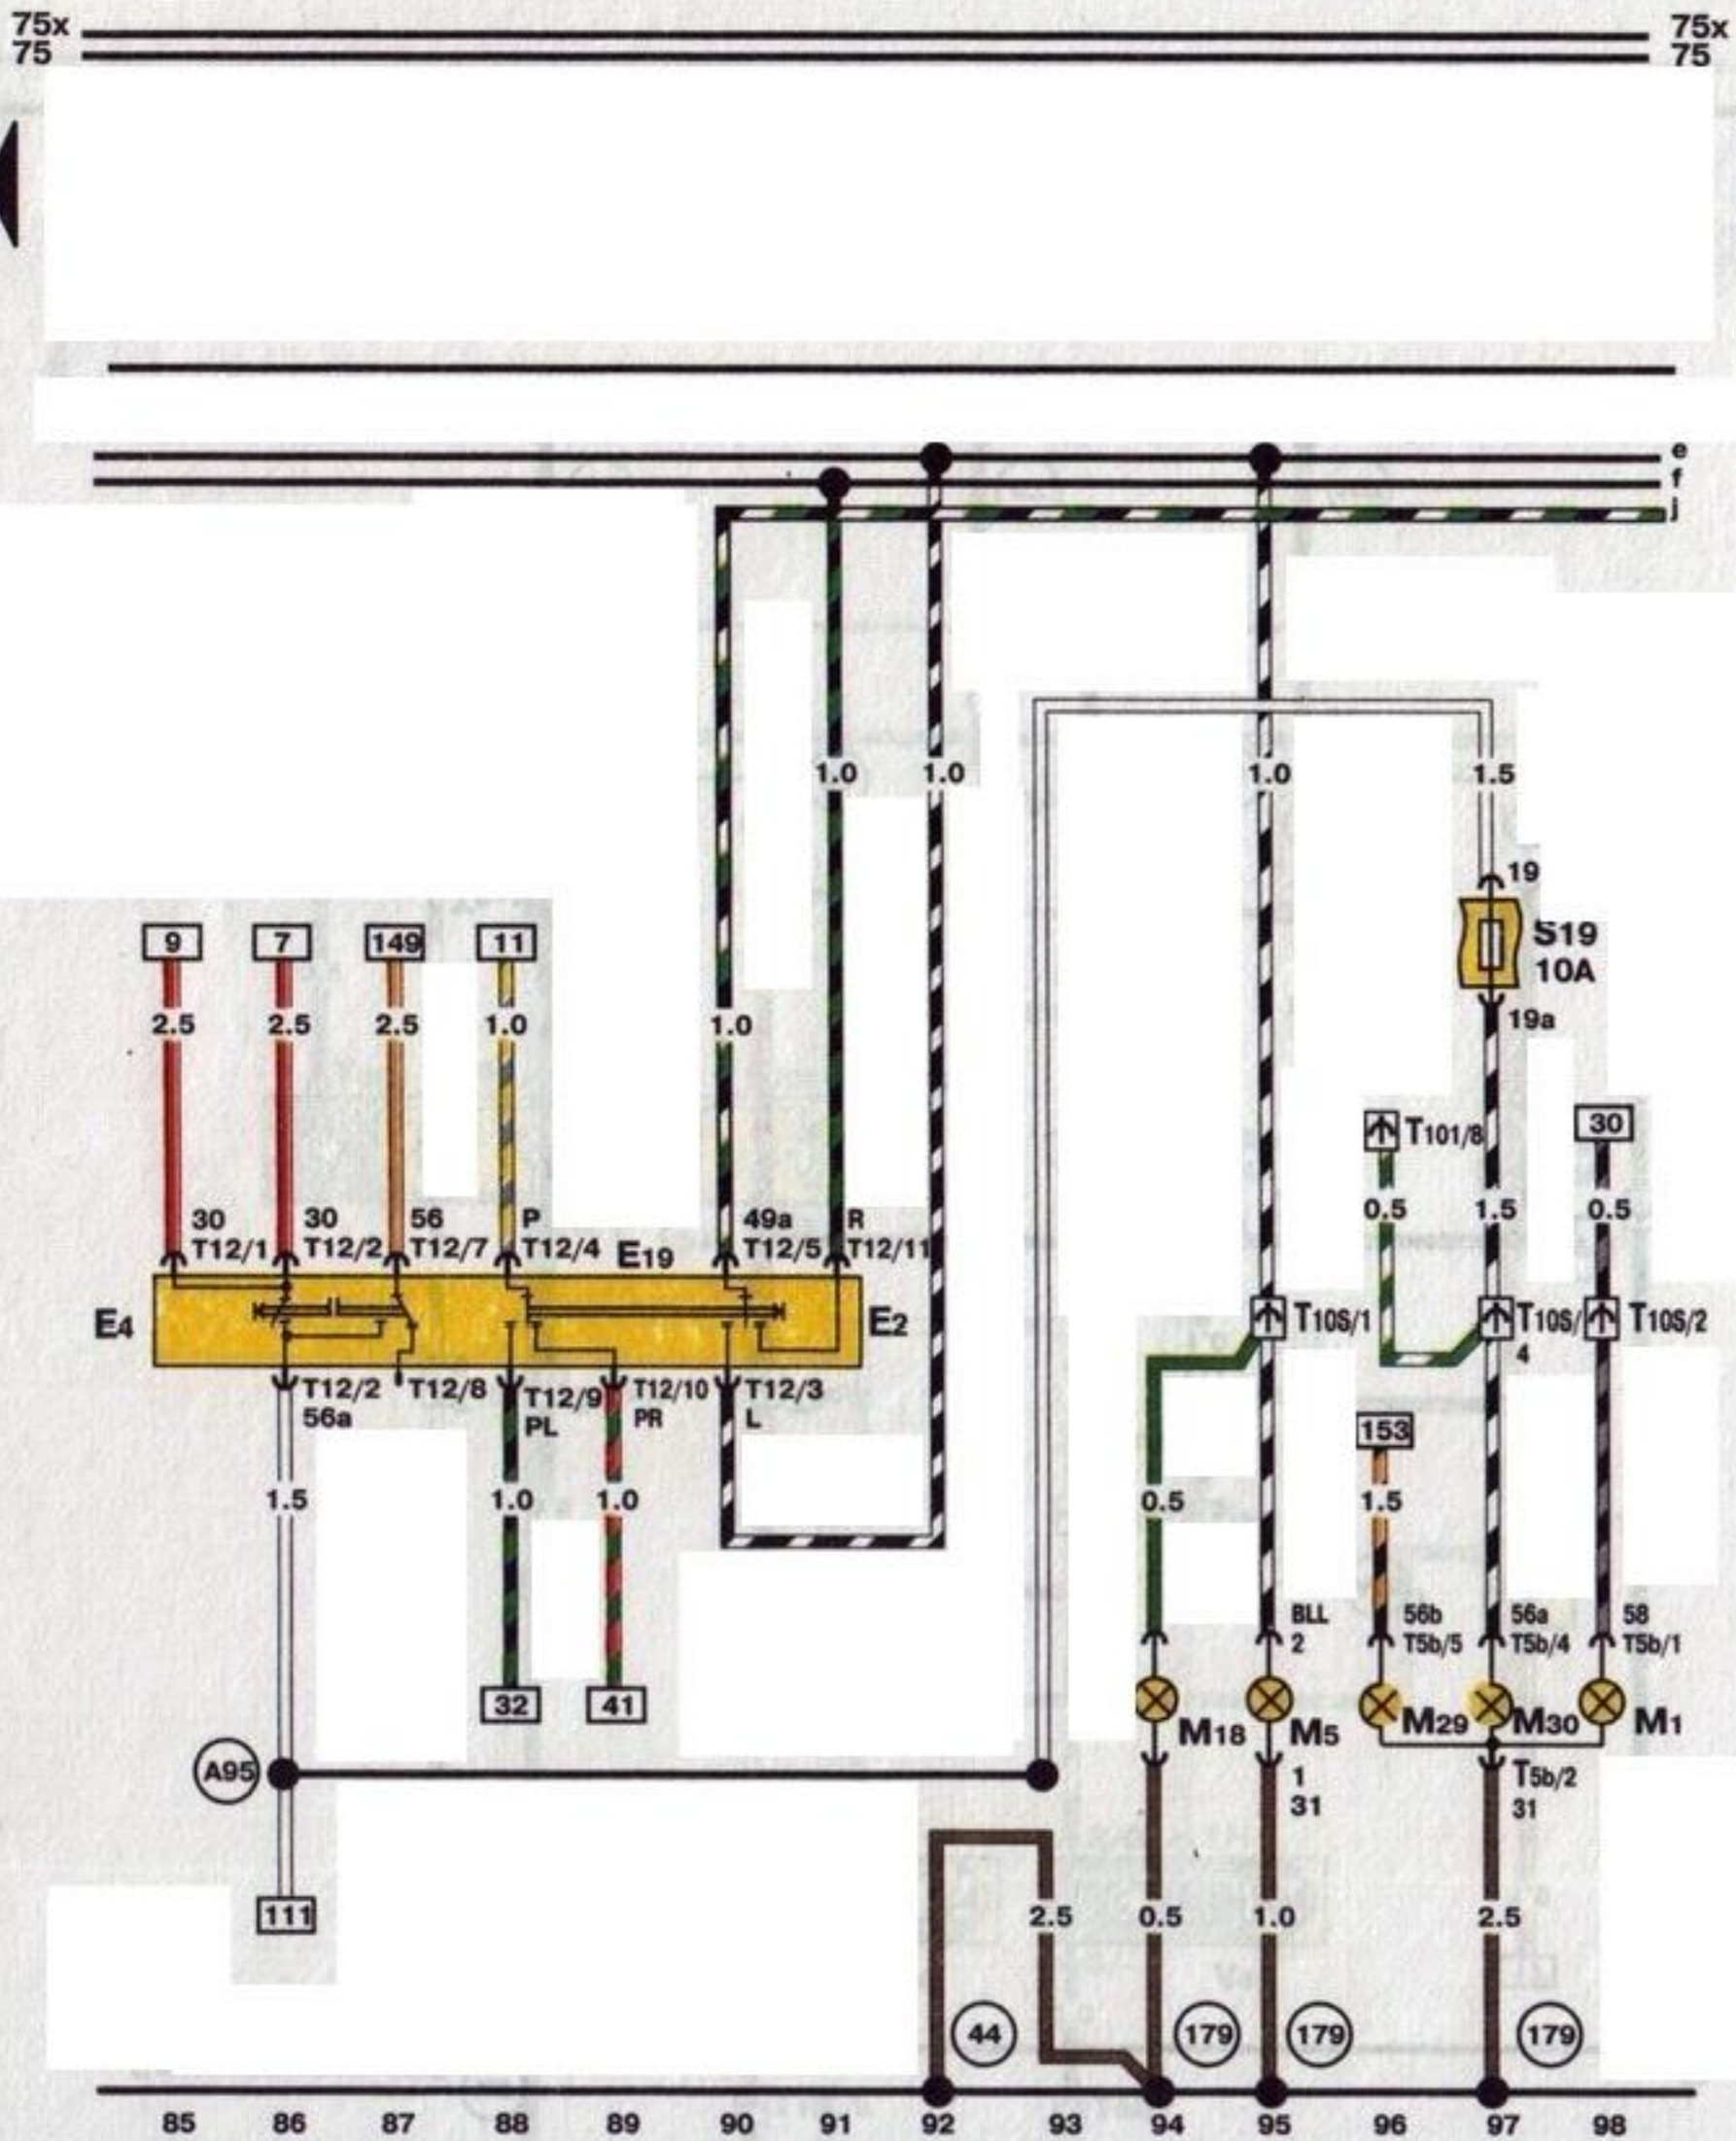 75x 75x
75 75
e
f
j
1.0 1.0 1.0 1.5
19
S19
10A
19a
9 7 149 11
2.5 2.5 2.5 1.0 1.0
T101/8 30
0.5 1.5 0.5
30 30 56 P 49a R
T12/1 T12/2 T12/7 T12/4 E19 T12/5 T12/11
E4 E2
T10S/1 T10S/ T10S/2
4
T12/2 T12/8 T12/9 T12/10 T12/3
56a PL PR L
153
1.5 1.0 1.0 0.5 1.5
BLL 56b 56a 58
2 T5b/5 T5b/4 T5b/1
32 41
M18 M5 M29 M30 M1
A95
1 T5b/2
31 31
111
2.5 0.5 1.0 2.5
44 179 179 179
85 86 87 88 89 90 91 92 93 94 95 96 97 98